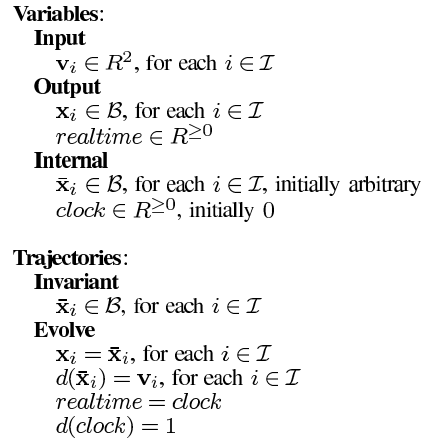 Variables:
Input
v_i ∈ R^2, for each i ∈ ℐ
Output
x_i ∈ ℬ, for each i ∈ ℐ
realtime ∈ R^≥0
Internal
x̄_i ∈ ℬ, for each i ∈ ℐ, initially arbitrary
clock ∈ R^≥0, initially 0
Trajectories:
Invariant
x̄_i ∈ ℬ, for each i ∈ ℐ
Evolve
x_i = x̄_i, for each i ∈ ℐ
d(x̄_i) = v_i, for each i ∈ ℐ
realtime = clock
d(clock) = 1